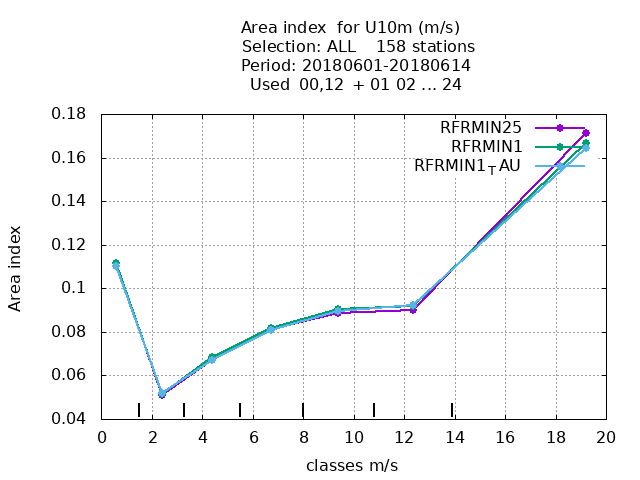 Area index  for U10m (m/s)
Selection: ALL    158 stations
Period: 20180601-20180614
Used  00,12  + 01 02 ... 24
RFRMIN25
RFRMIN1
RFRMIN1TAU
0.18
0.16
0.14
0.12
0.1
0.08
0.06
0.04
Area index
0 2 4 6 8 10 12 14 16 18 20
classes m/s